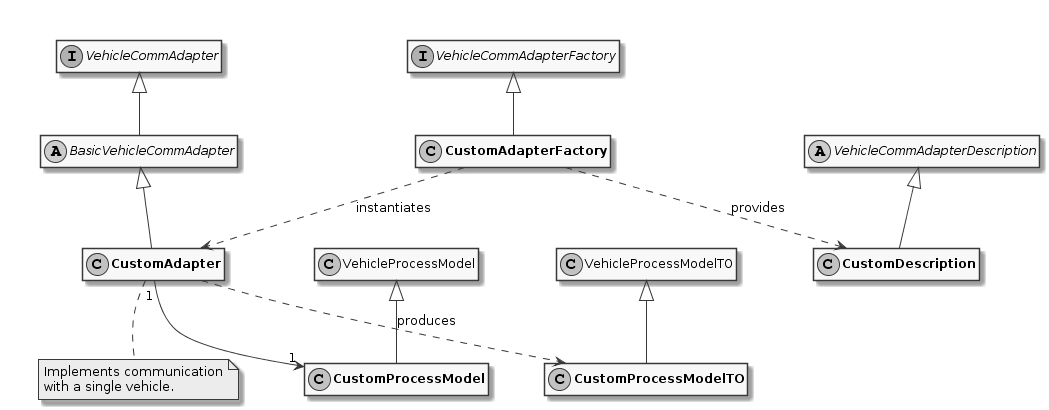 I VehicleCommAdapter
I VehicleCommAdapterFactory
A BasicVehicleCommAdapter
C CustomAdapterFactory
A VehicleCommAdapterDescription
instantiates
provides
C CustomAdapter
C VehicleProcessModel
C VehicleProcessModelTO
C CustomDescription
1
produces
1
Implements communication
with a single vehicle.
C CustomProcessModel
C CustomProcessModelTO